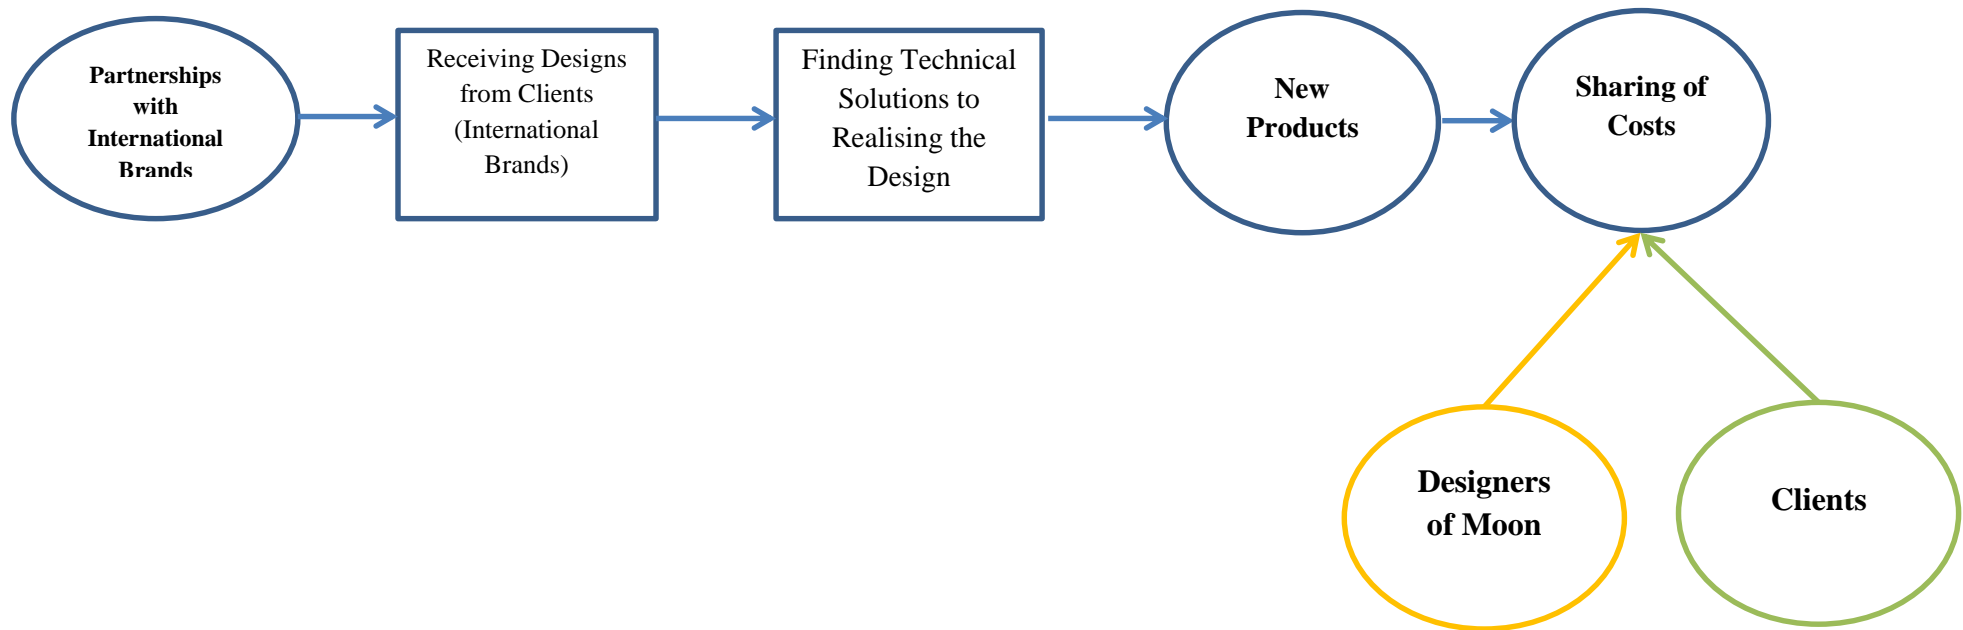 Partnerships
with
International
Brands
Receiving Designs
from Clients
(International
Brands)
Finding Technical
Solutions to
Realising the
Design
New
Products
Sharing of
Costs
Designers
of Moon
Clients